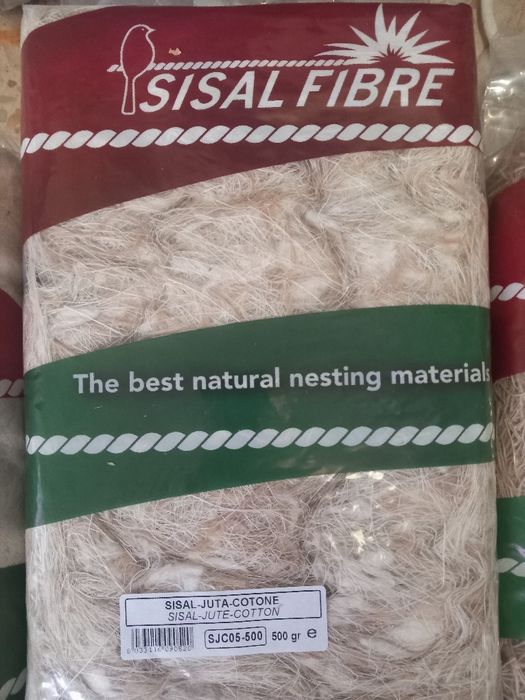 SISAL FIBRE
The best natural nesting materials
SISAL-JUTA-COTONE
SISAL-JUTE-COTTON
SJC05-500 500 gr e